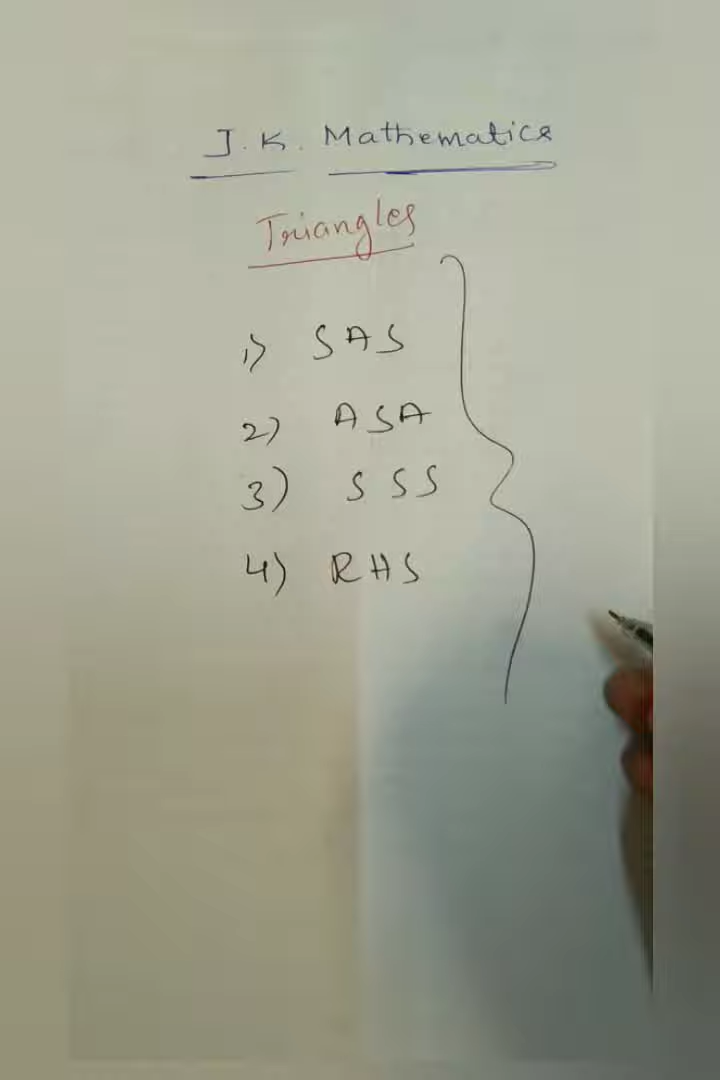 J.K. Mathematics
Triangles
1) SAS
2) ASA
3) SSS
4) RHS